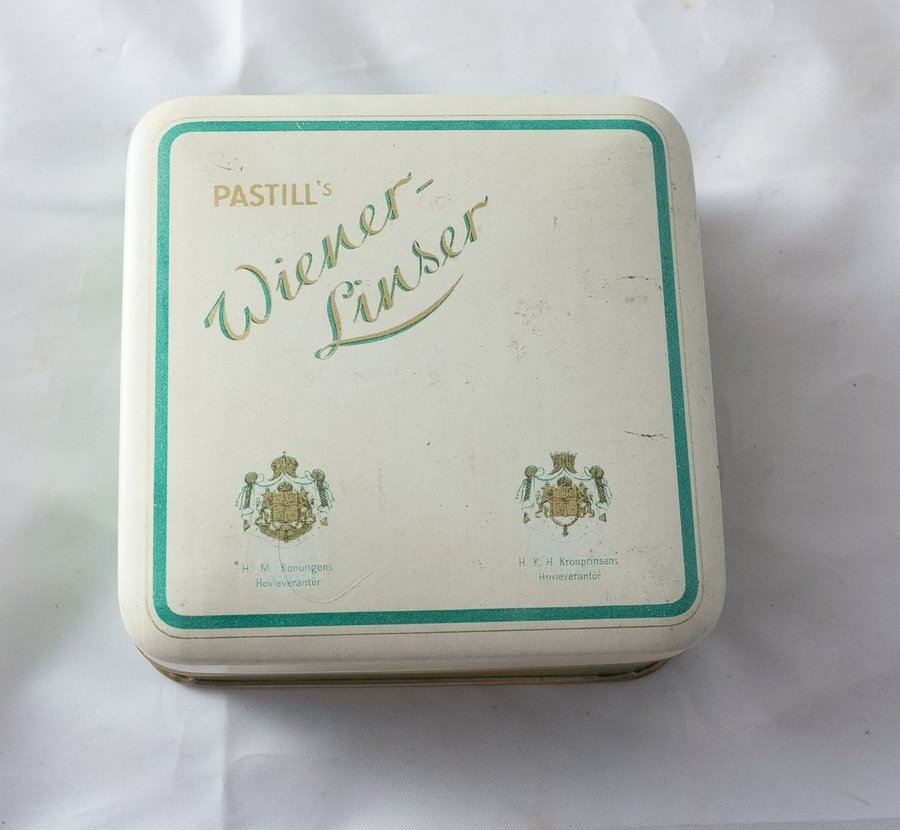 PASTILL's
Wiener-
Linser
H. M. Konungens
Hovleverantör
H. K. H. Kronprinsens
Hovleverantör